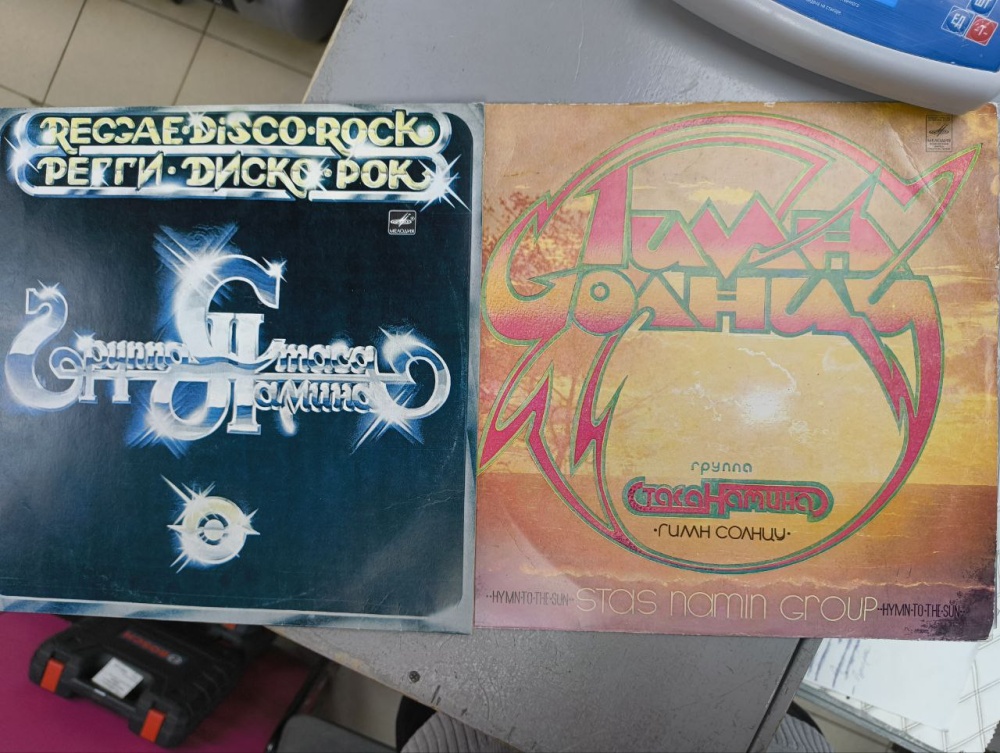 REGGAE·DISCO·ROCK
РЕГГИ·ДИСКО·РОК
МЕЛОДИЯ
Группа Стаса Намина
Гимн
Солнцу
группа
Стаса Намина
·ГИМН СОЛНЦУ·
··HYMN·TO·THE·SUN— STAS NAMIN GROUP —HYMN·TO·THE·SUN··